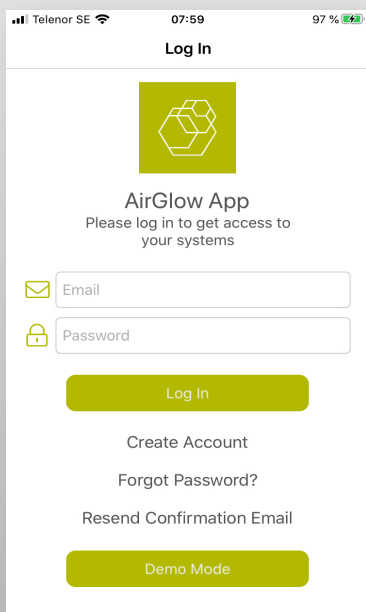 Telenor SE 07:59 97 %
Log In
AirGlow App
Please log in to get access to
your systems
Email
Password
Log In
Create Account
Forgot Password?
Resend Confirmation Email
Demo Mode